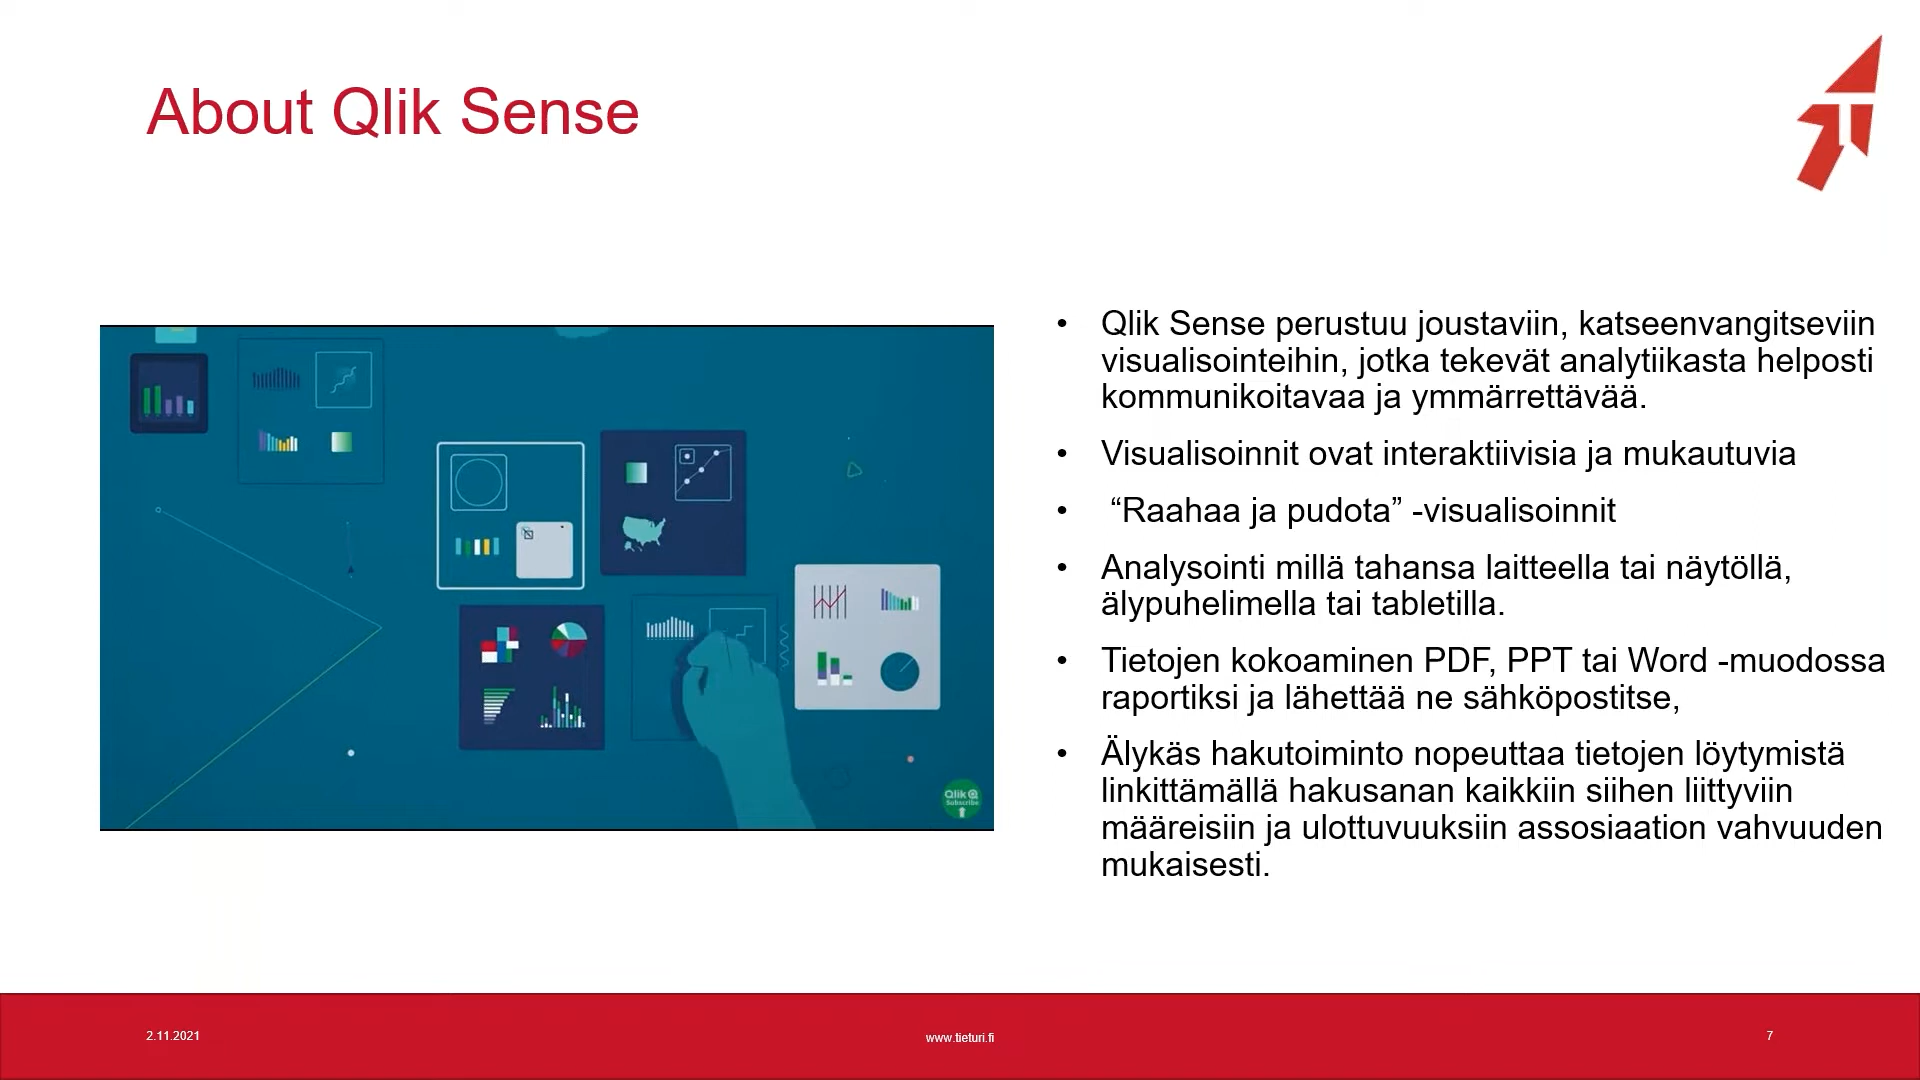 About Qlik Sense
• Qlik Sense perustuu joustaviin, katseenvangitseviin
visualisointeihin, jotka tekevät analytiikasta helposti
kommunikoitavaa ja ymmärrettävää.
• Visualisoinnit ovat interaktiivisia ja mukautuvia
• “Raahaa ja pudota” -visualisoinnit
• Analysointi millä tahansa laitteella tai näytöllä,
älypuhelimella tai tabletilla.
• Tietojen kokoaminen PDF, PPT tai Word -muodossa
raportiksi ja lähettää ne sähköpostitse,
• Älykäs hakutoiminto nopeuttaa tietojen löytymistä
linkittämällä hakusanan kaikkiin siihen liittyviin
määreisiin ja ulottuvuuksiin assosiaation vahvuuden
mukaisesti.
Qlik
Subscribe
2.11.2021
www.tieturi.fi
7